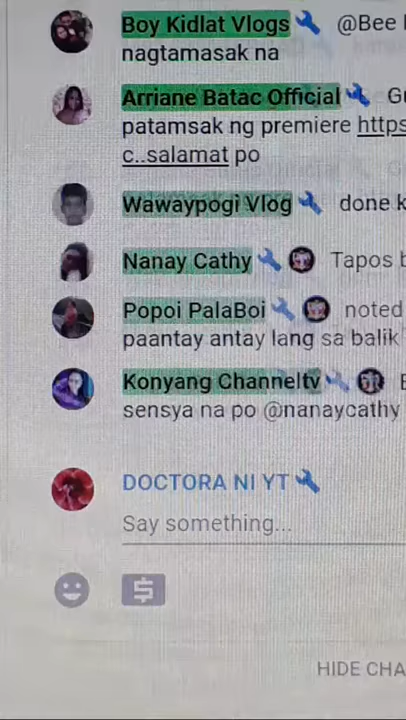 Boy Kidlat Vlogs @Bee
nagtamasak na
Arriane Batac Official
patamsak ng premiere https
c..salamat po
Wawaypogi Vlog done k
Nanay Cathy Tapos b
Popoi PalaBoi noted
paantay antay lang sa balik
Konyang Channeltv
sensya na po @nanaycathy
DOCTORA NI YT
Say something...
HIDE CHA